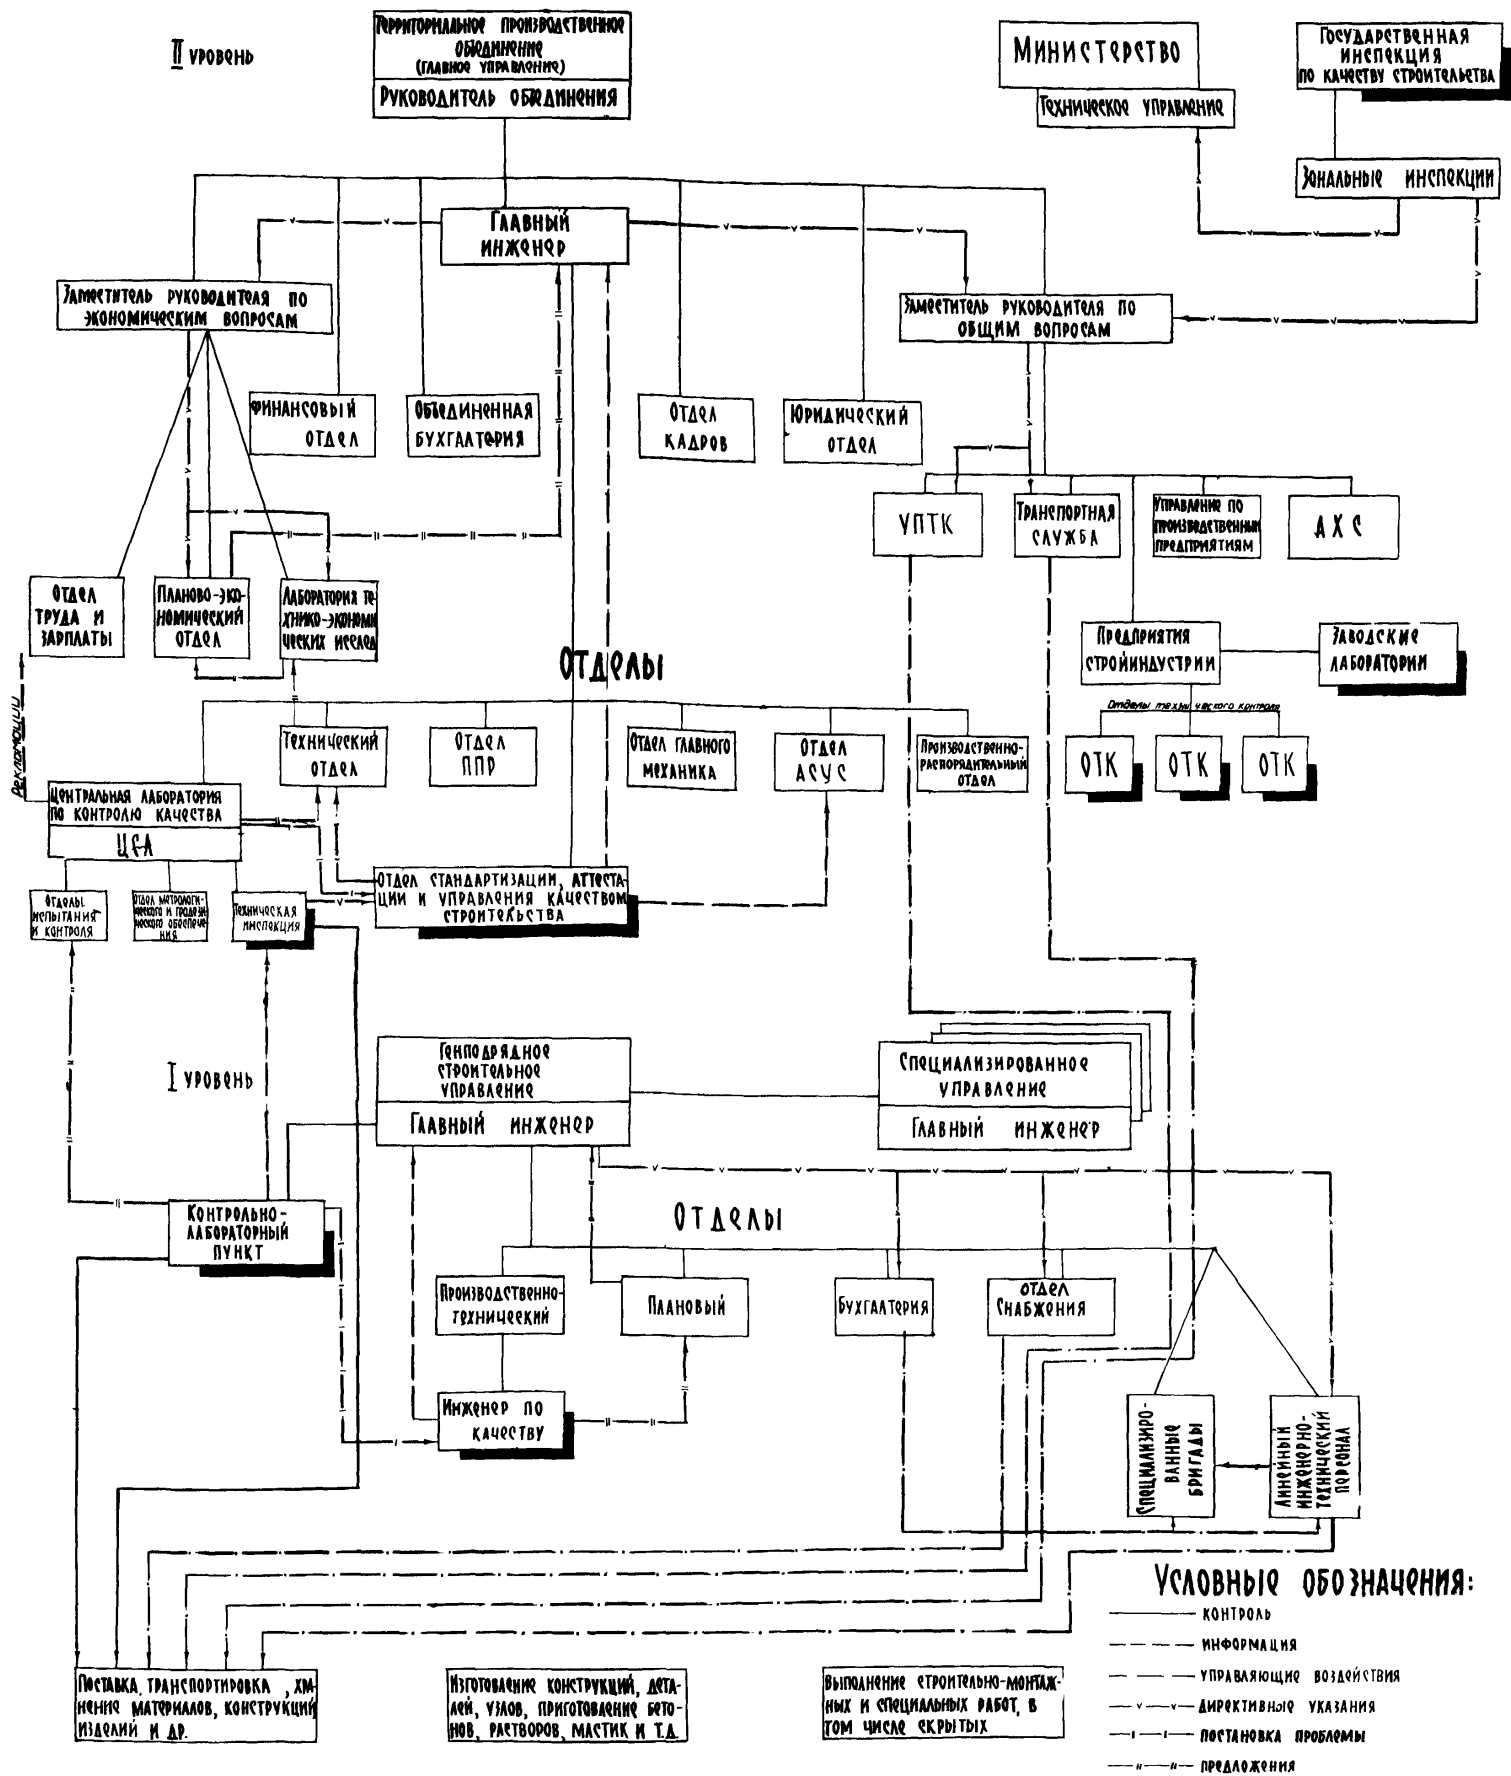 II уровень
Территориальное производственное
объединение
(главное управление)
Руководитель объединения
Министерство
Техническое управление
Государственная
инспекция
по качеству строительства
Зональные инспекции
Главный
инженер
Заместитель руководителя по
экономическим вопросам
Заместитель руководителя по
общим вопросам
Финансовый
отдел
Объединенная
бухгалтерия
Отдел
кадров
Юридический
отдел
УПТК
Транспортная
служба
Управление по
производственным
предприятиям
АХС
Отдел
труда и
зарплаты
Планово-эко-
номический
отдел
Лаборатория те-
хнико-экономи
ческих исслед
Отделы
Предприятия
стройиндустрии
Заводские
лаборатории
Рекламации
Отделы технического контроля
Технический
отдел
Отдел
ППР
Отдел главного
механика
Отдел
АСУС
Производственно-
распорядительный
отдел
ОТК
ОТК
ОТК
Центральная лаборатория
по контролю качества
Отдел стандартизации, аттеста-
ции и управления качеством
строительства
Отделы
испытания
и контроля
Отдел метрологи-
ческого и геодези-
ческого обеспече-
ния
Техническая
инспекция
I уровень
Генподрядное
строительное
управление
Главный инженер
Специализированное
управление
Главный инженер
Контрольно-
лабораторный
пункт
Отделы
Производственно-
технический
Плановый
Бухгалтерия
Отдел
снабжения
Инженер по
качеству
Специализиро-
ванные
бригады
Линейный
инженерно-
технический
персонал
Условные обозначения:
контроль
информация
управляющие воздействия
директивные указания
постановка проблемы
предложения
Поставка, транспортировка, хра-
нение материалов, конструкций
изделий и др.
Изготовление конструкций, дета-
лей, узлов, приготовление бето-
нов, растворов, мастик и т.д.
Выполнение строительно-монтаж-
ных и специальных работ, в
том числе скрытых